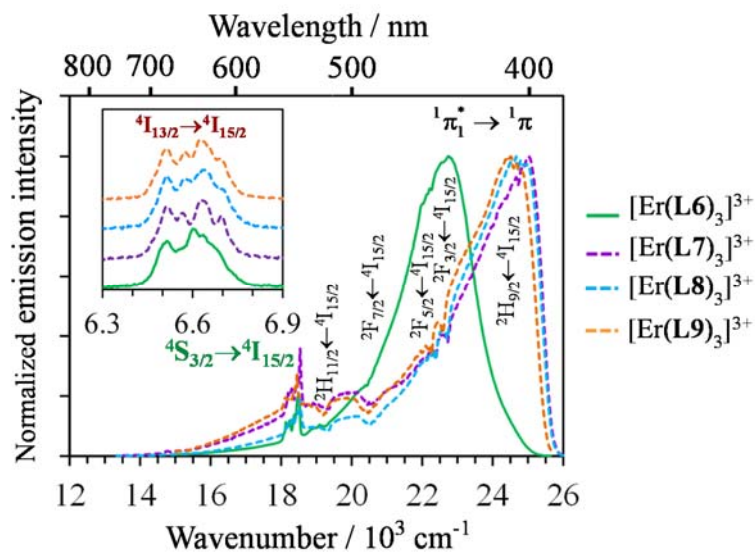 Wavelength / nm
800 700 600 500 400
Normalized emission intensity
⁴I₁₃/₂→⁴I₁₅/₂
6.3 6.6 6.9
¹π₁* → ¹π
⁴S₃/₂→⁴I₁₅/₂
²H₁₁/₂←⁴I₁₅/₂
²F₇/₂←⁴I₁₅/₂
²F₅/₂←⁴I₁₅/₂
²F₃/₂←⁴I₁₅/₂
²H₉/₂←⁴I₁₅/₂
[Er(L6)₃]³⁺
[Er(L7)₃]³⁺
[Er(L8)₃]³⁺
[Er(L9)₃]³⁺
12 14 16 18 20 22 24 26
Wavenumber / 10³ cm⁻¹